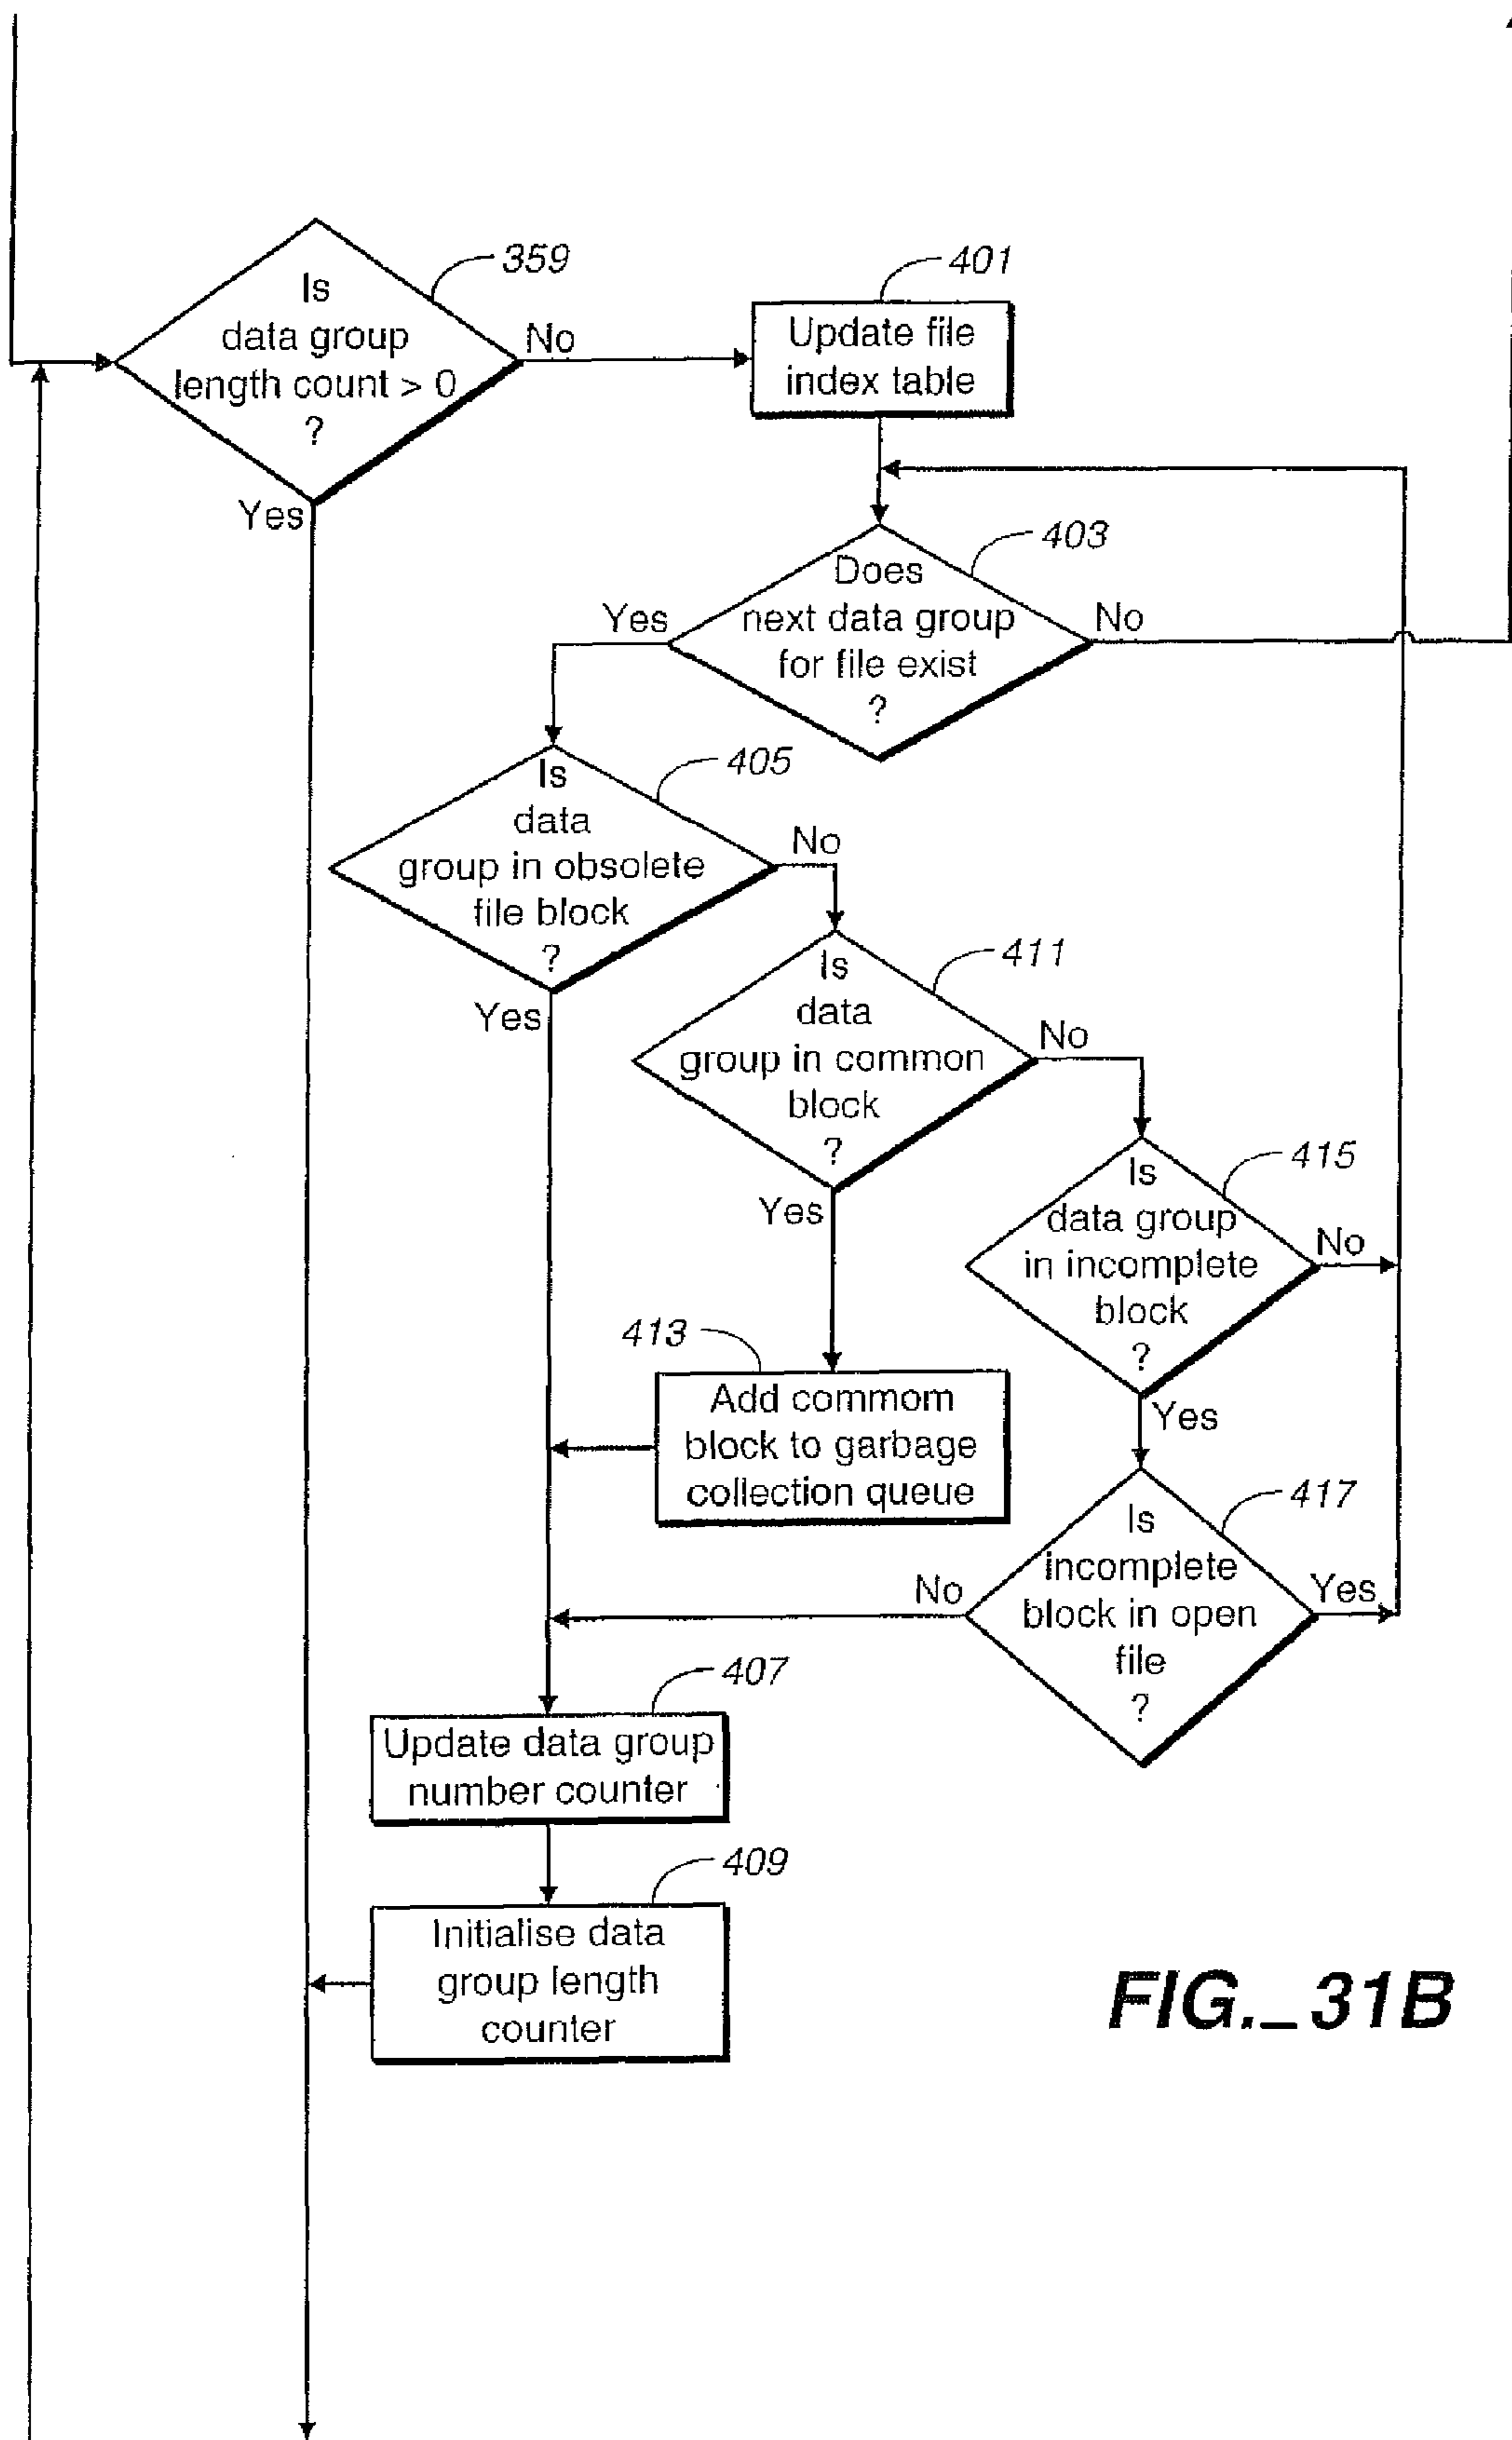 359
Is
data group
length count > 0
?
No
Yes
401
Update file
index table
403
Does
next data group
for file exist
?
Yes
No
405
Is
data
group in obsolete
file block
?
No
Yes
411
Is
data
group in common
block
?
No
Yes
415
Is
data group
in incomplete
block
?
No
Yes
413
Add commom
block to garbage
collection queue
417
Is
incomplete
block in open
file
?
No
Yes
407
Update data group
number counter
409
Initialise data
group length
counter
FIG._31B